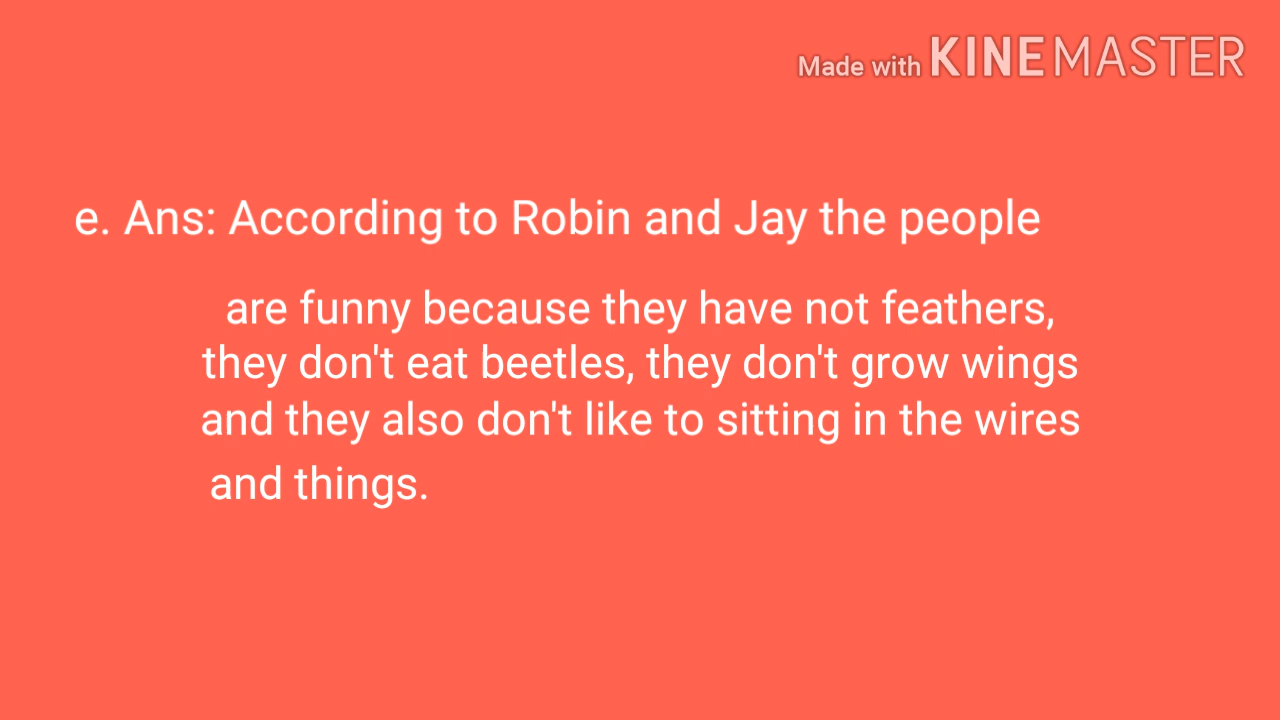 Made with KINEMASTER
e. Ans: According to Robin and Jay the people
are funny because they have not feathers,
they don't eat beetles, they don't grow wings
and they also don't like to sitting in the wires
and things.